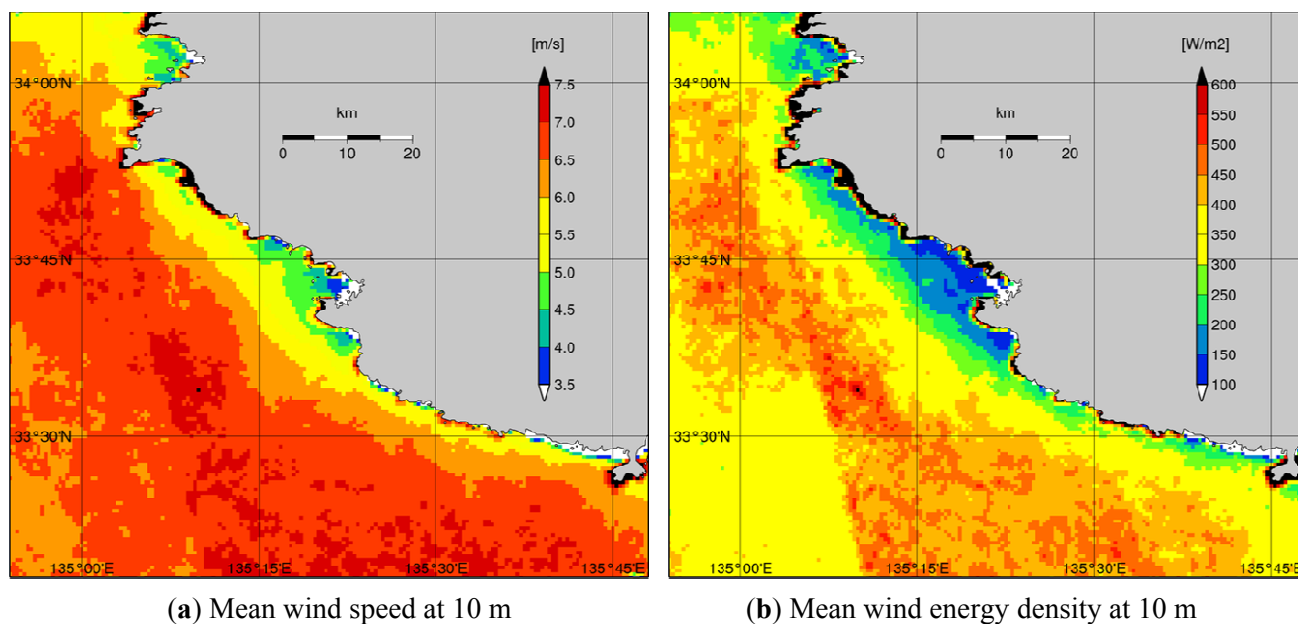 [m/s]
7.5
7.0
6.5
6.0
5.5
5.0
4.5
4.0
3.5
km
0 10 20
34°00'N
33°45'N
33°30'N
135°00'E 135°15'E 135°30'E 135°45'E
(a) Mean wind speed at 10 m
[W/m2]
600
550
500
450
400
350
300
250
200
150
100
km
0 10 20
34°00'N
33°45'N
33°30'N
135°00'E 135°15'E 135°30'E 135°45'E
(b) Mean wind energy density at 10 m